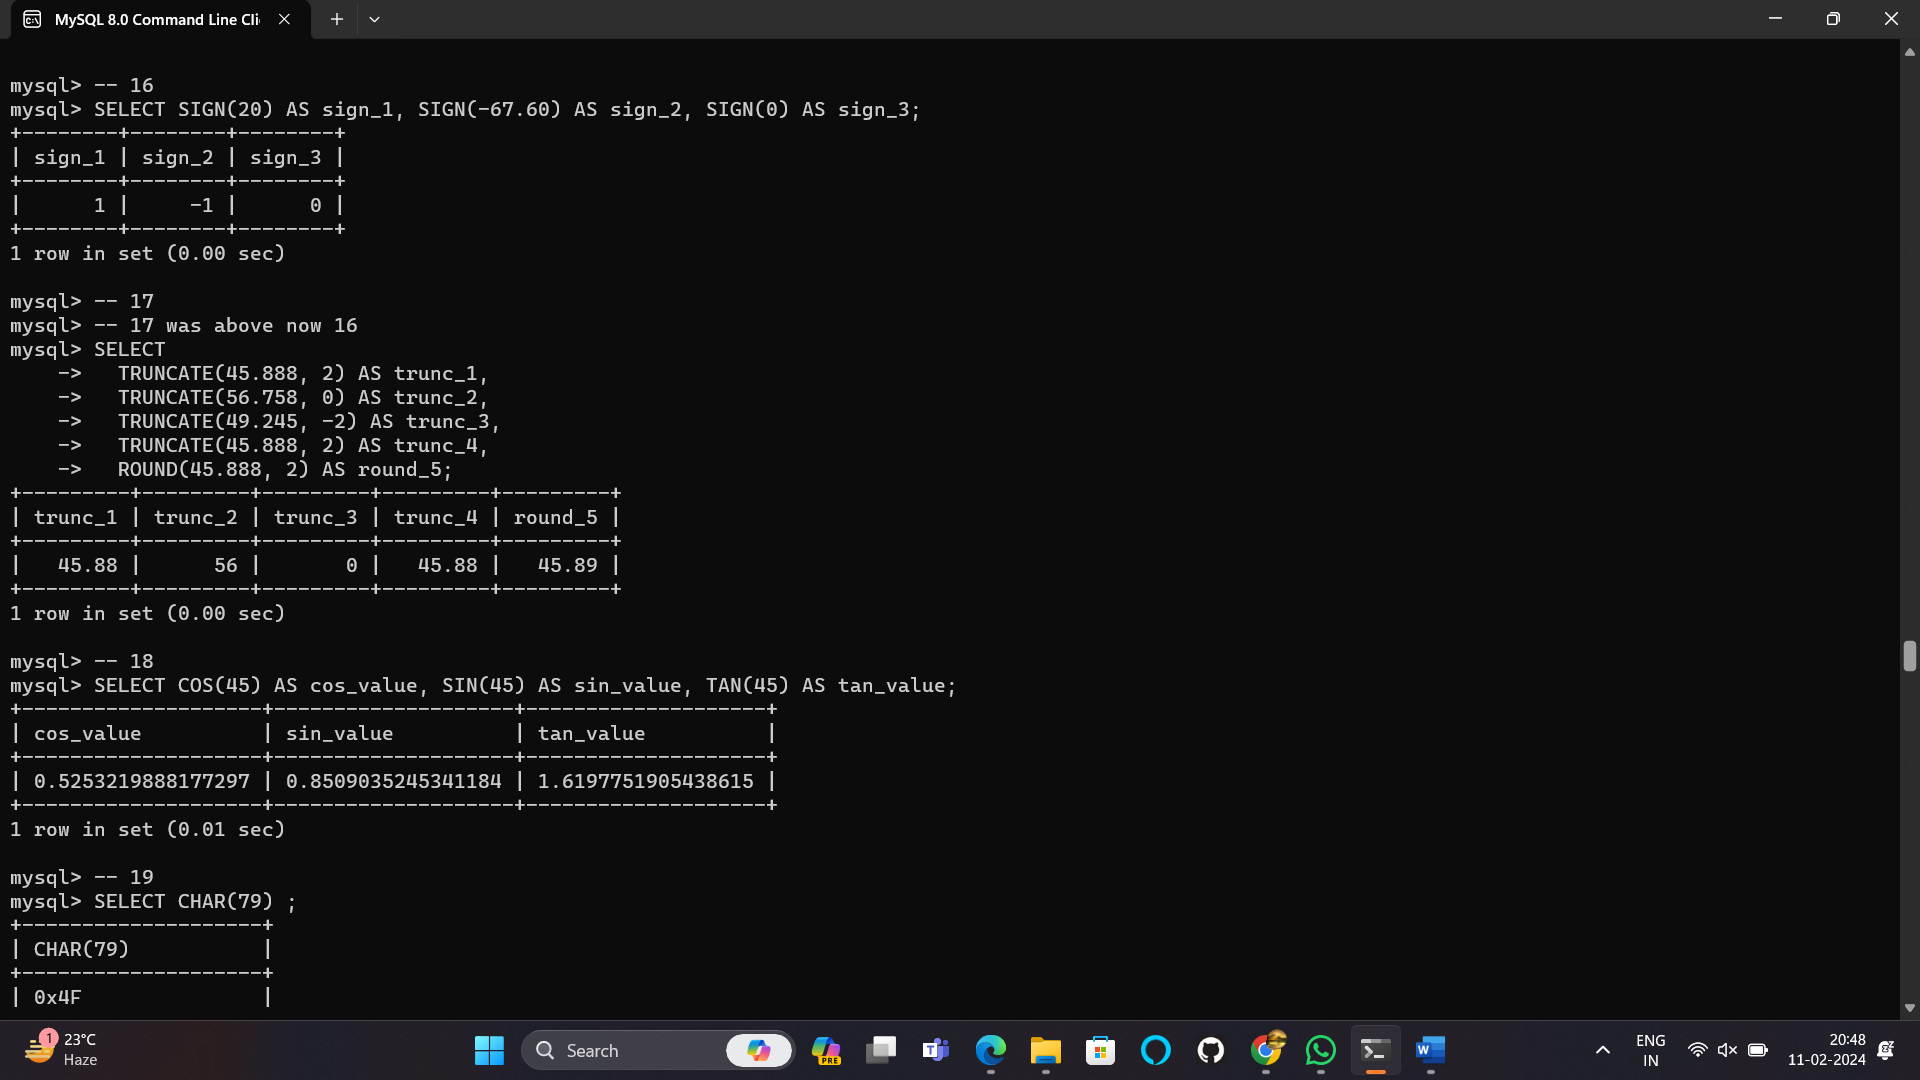 MySQL 8.0 Command Line Cli
mysql> -- 16
mysql> SELECT SIGN(20) AS sign_1, SIGN(-67.60) AS sign_2, SIGN(0) AS sign_3;
+--------+--------+--------+
| sign_1 | sign_2 | sign_3 |
+--------+--------+--------+
|      1 |     -1 |      0 |
+--------+--------+--------+
1 row in set (0.00 sec)
mysql> -- 17
mysql> -- 17 was above now 16
mysql> SELECT
    ->   TRUNCATE(45.888, 2) AS trunc_1,
    ->   TRUNCATE(56.758, 0) AS trunc_2,
    ->   TRUNCATE(49.245, -2) AS trunc_3,
    ->   TRUNCATE(45.888, 2) AS trunc_4,
    ->   ROUND(45.888, 2) AS round_5;
+---------+---------+---------+---------+---------+
| trunc_1 | trunc_2 | trunc_3 | trunc_4 | round_5 |
+---------+---------+---------+---------+---------+
|   45.88 |      56 |       0 |   45.88 |   45.89 |
+---------+---------+---------+---------+---------+
1 row in set (0.00 sec)
mysql> -- 18
mysql> SELECT COS(45) AS cos_value, SIN(45) AS sin_value, TAN(45) AS tan_value;
+--------------------+--------------------+--------------------+
| cos_value          | sin_value          | tan_value          |
+--------------------+--------------------+--------------------+
| 0.5253219888177297 | 0.8509035245341184 | 1.6197751905438615 |
+--------------------+--------------------+--------------------+
1 row in set (0.01 sec)
mysql> -- 19
mysql> SELECT CHAR(79) ;
+--------------------+
| CHAR(79)           |
+--------------------+
| 0x4F               |
1
23°C
Haze
Search
PRE
T
W
ENG
IN
20:48
11-02-2024